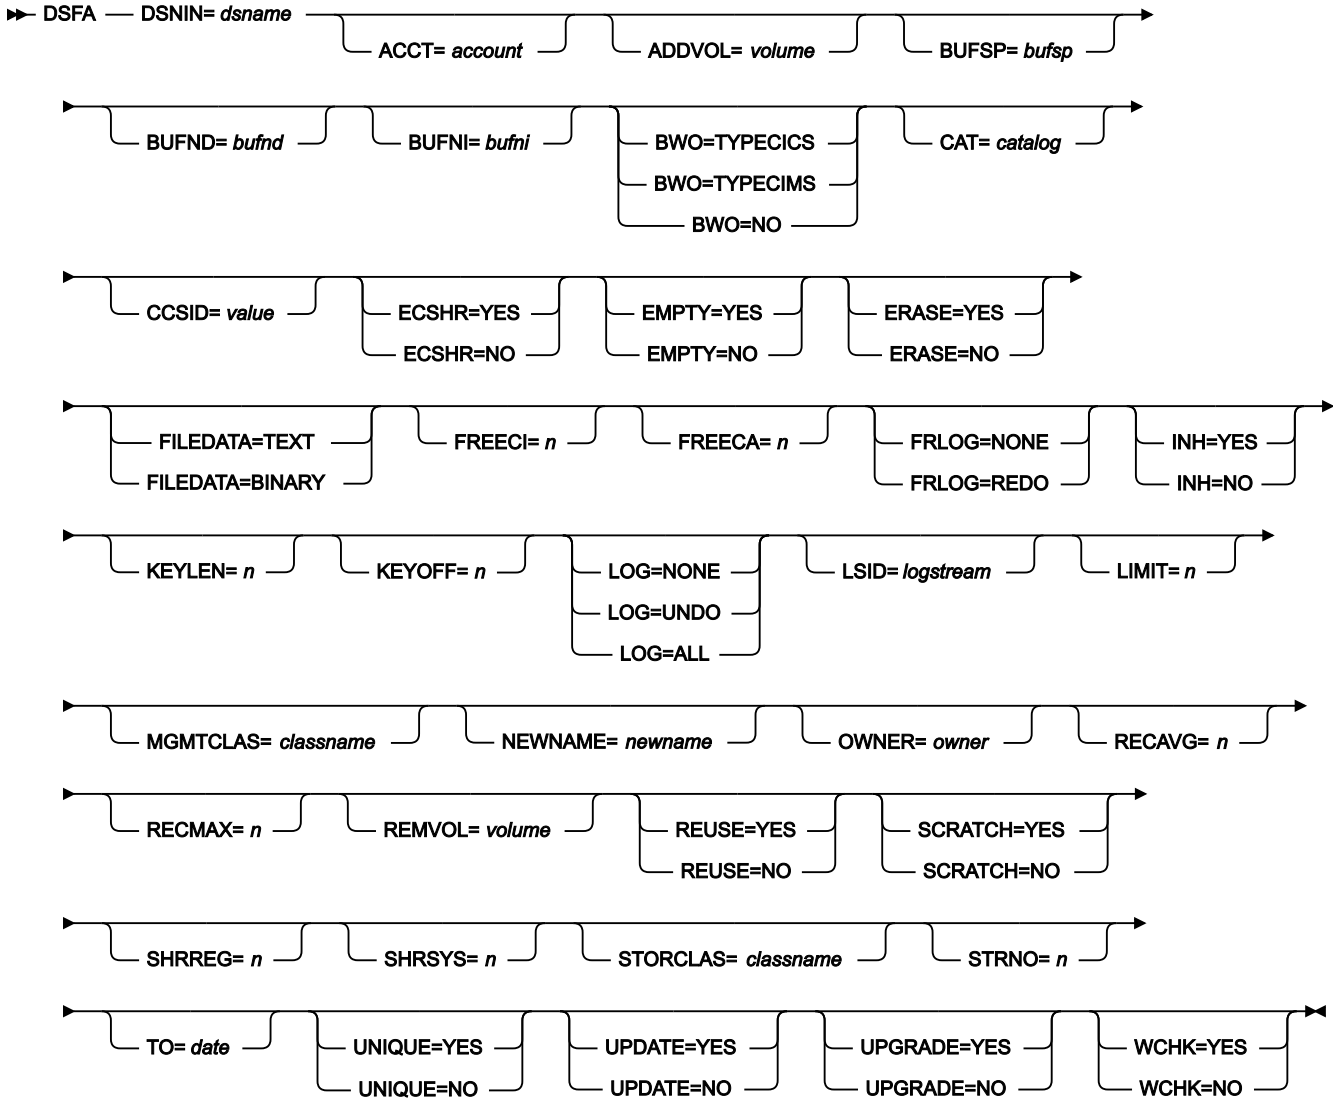 DSFA DSNIN= dsname
ACCT= account ADDVOL= volume BUFSP= bufsp
BUFND= bufnd BUFNI= bufni BWO=TYPECICS CAT= catalog
BWO=TYPECIMS
BWO=NO
CCSID= value ECSHR=YES EMPTY=YES ERASE=YES
ECSHR=NO EMPTY=NO ERASE=NO
FILEDATA=TEXT FREECI= n FREECA= n FRLOG=NONE INH=YES
FILEDATA=BINARY FRLOG=REDO INH=NO
KEYLEN= n KEYOFF= n LOG=NONE LSID= logstream LIMIT= n
LOG=UNDO
LOG=ALL
MGMTCLAS= classname NEWNAME= newname OWNER= owner RECAVG= n
RECMAX= n REMVOL= volume REUSE=YES SCRATCH=YES
REUSE=NO SCRATCH=NO
SHRREG= n SHRSYS= n STORCLAS= classname STRNO= n
TO= date UNIQUE=YES UPDATE=YES UPGRADE=YES WCHK=YES
UNIQUE=NO UPDATE=NO UPGRADE=NO WCHK=NO